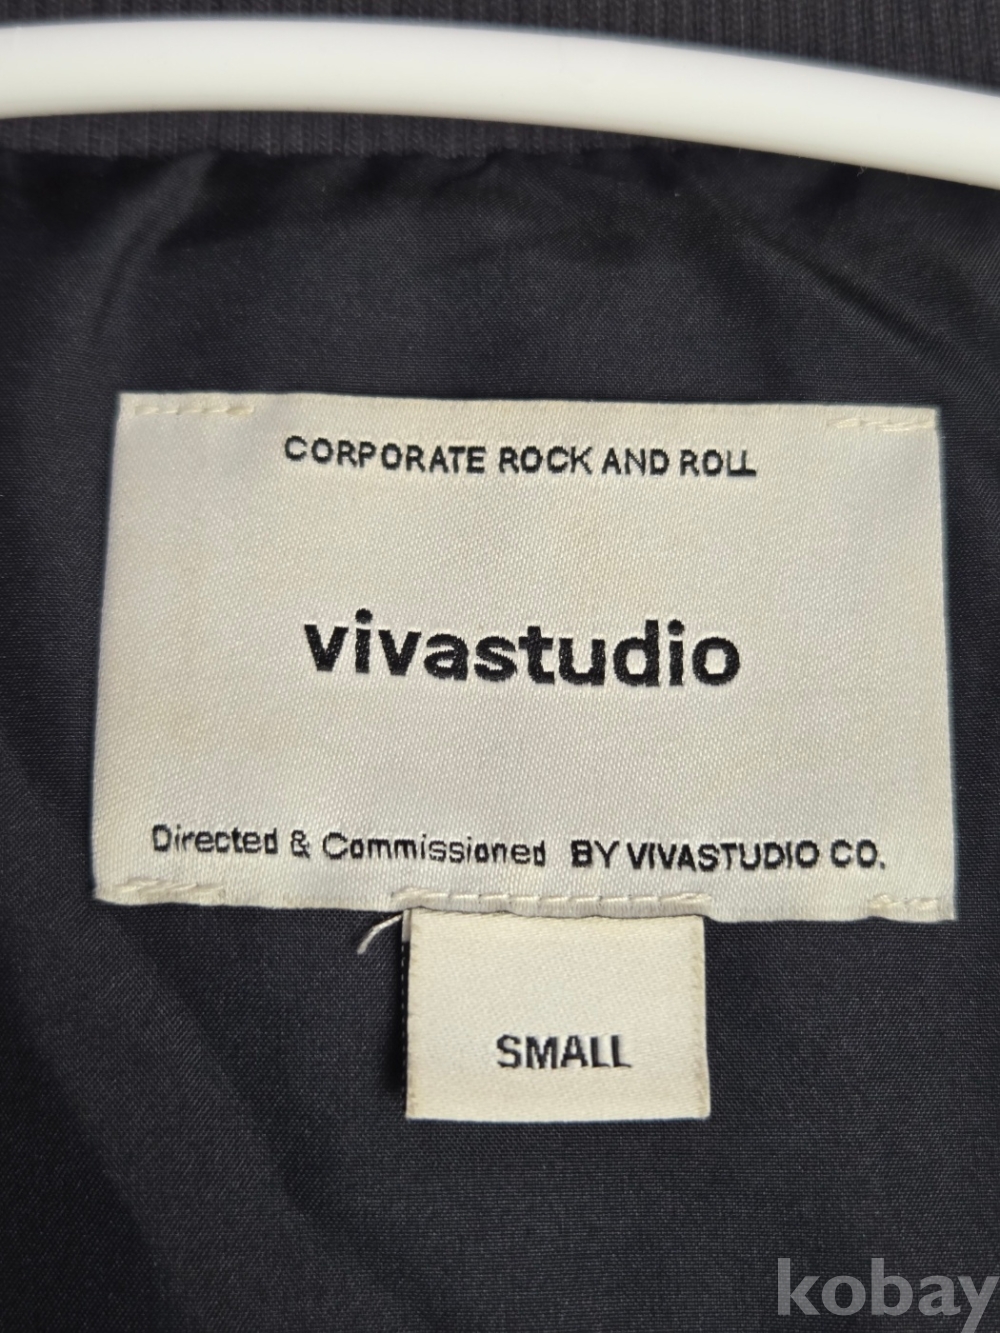 CORPORATE ROCK AND ROLL
vivastudio
Directed & Commissioned BY VIVASTUDIO CO.
SMALL
kobay